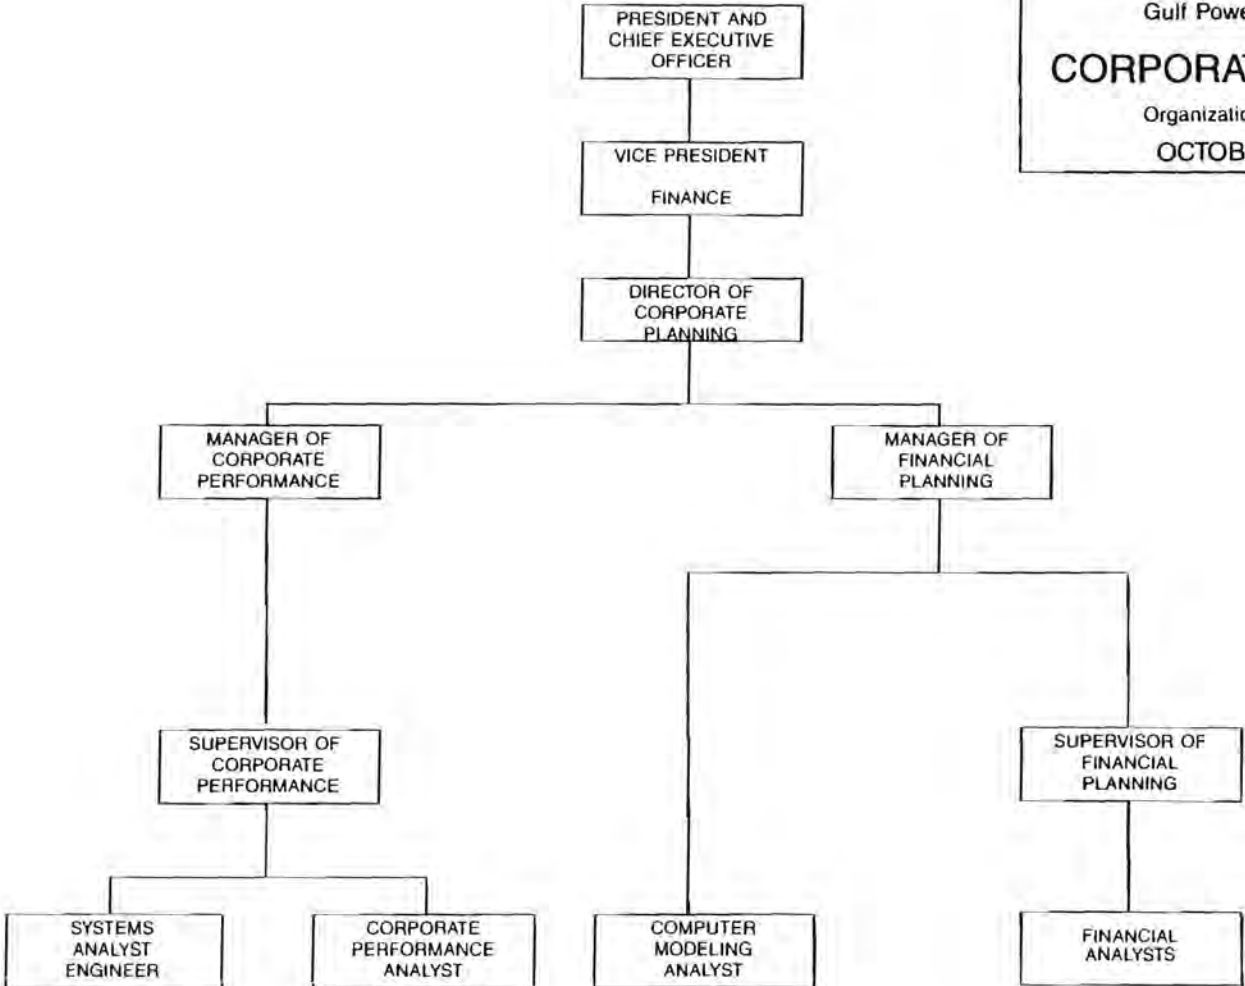 PRESIDENT AND
CHIEF EXECUTIVE
OFFICER
Gulf
CORPORA
OCTOB
VICE PRESIDENT
FINANCE
DIRECTOR OF
CORPORATE
PLANNING
MANAGER OF
CORPORATE
PERFORMANCE
MANAGER OF
FINANCIAL
PLANNING
SUPERVISOR OF
CORPORATE
PERFORMANCE
SUPERVISOR OF
FINANCIAL
PLANNING
SYSTEMS
ANALYST
ENGINEER
CORPORATE
PERFORMANCE
ANALYST
COMPUTER
MODELING
ANALYST
FINANCIAL
ANALYSTS